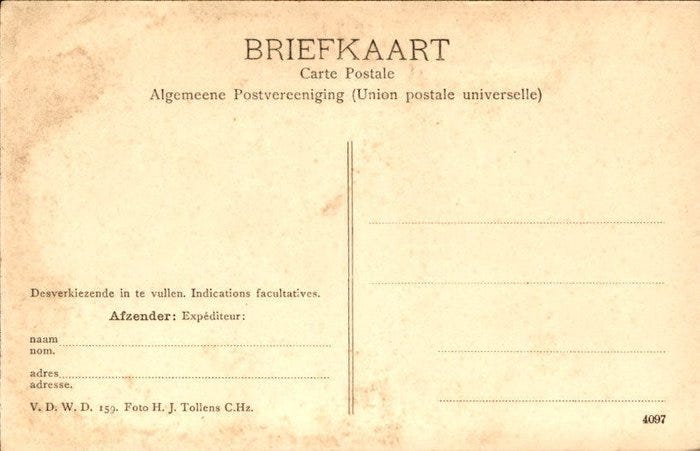 BRIEFKAART
Carte Postale
Algemeene Postvereeniging (Union postale universelle)
Desverkiezende in te vullen. Indications facultatives.
Afzender: Expéditeur:
naam
nom.
adres
adresse.
V. D. W. D. 159. Foto H. J. Tollens C.Hz.
4097